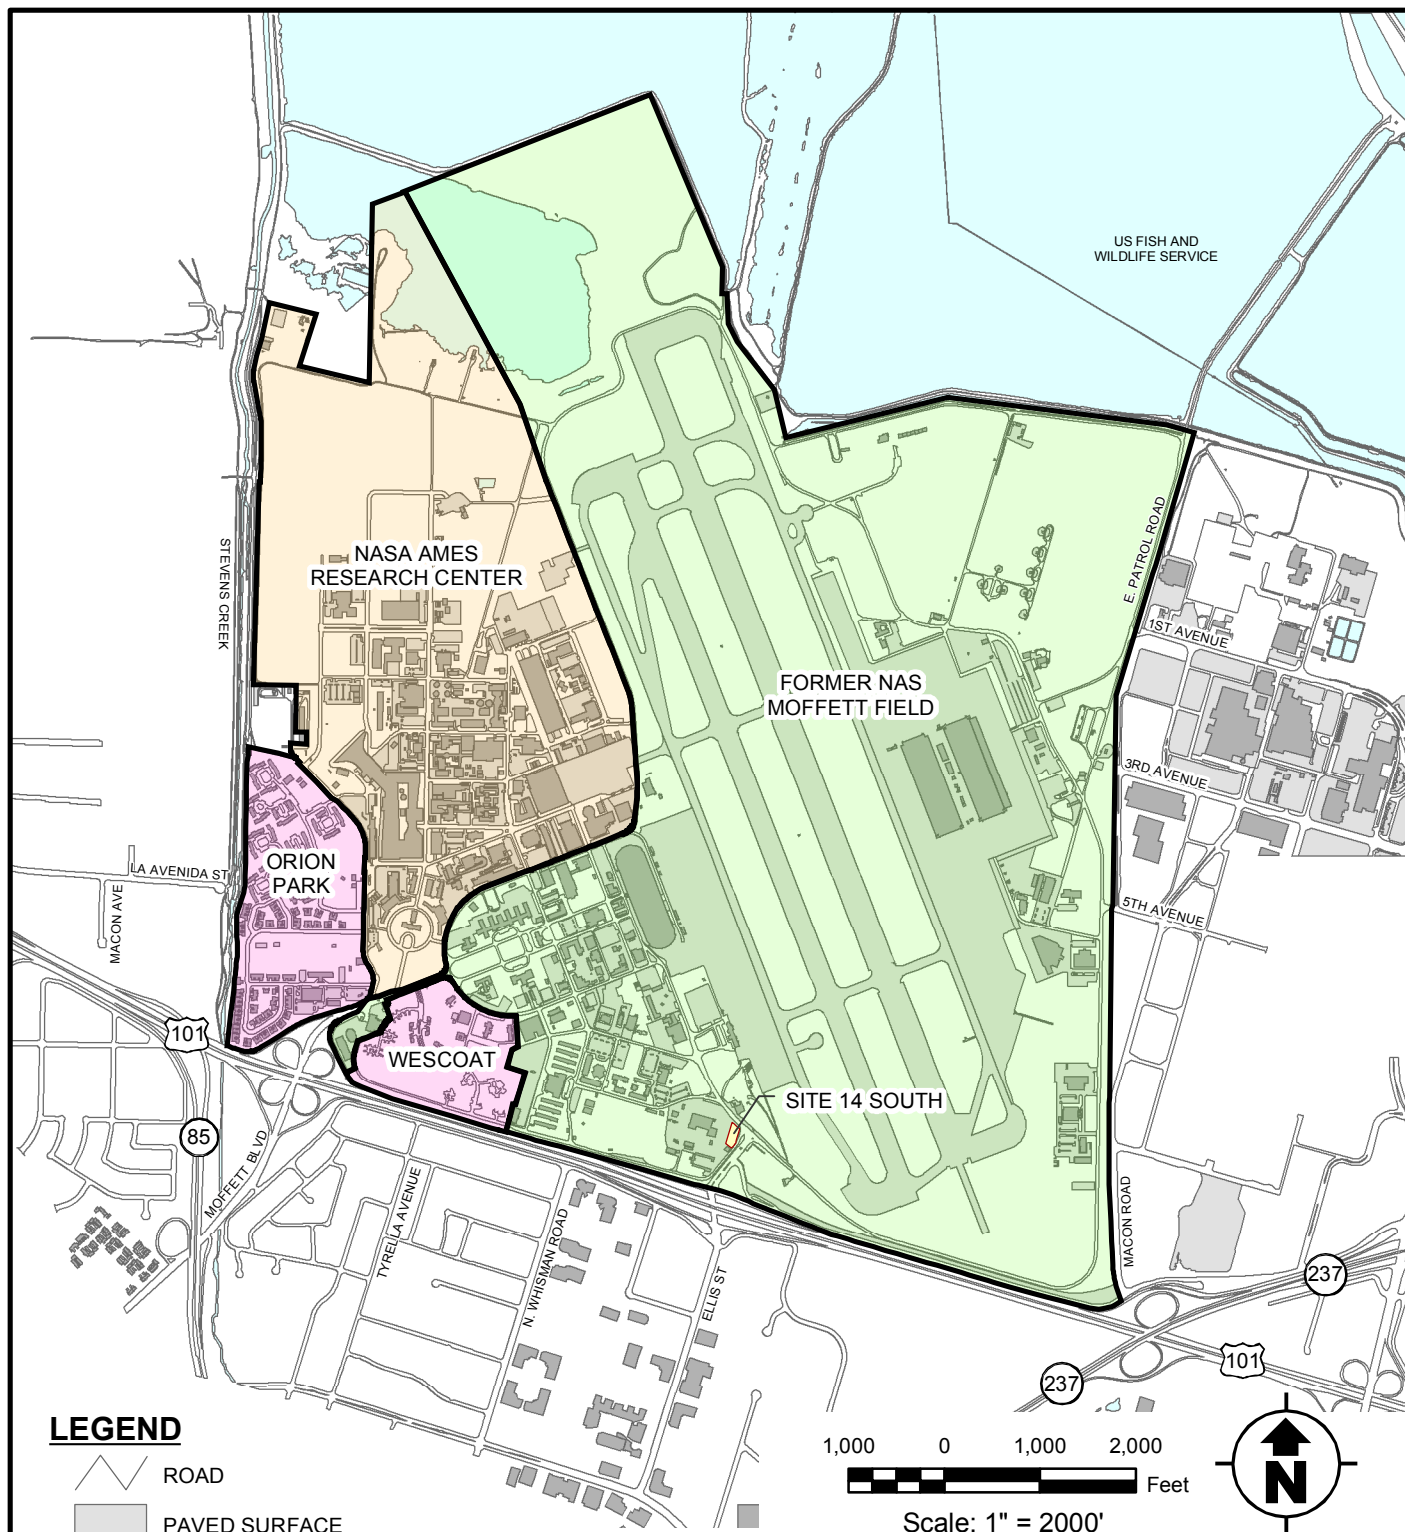 US FISH AND
WILDLIFE SERVICE
STEVENS CREEK
NASA AMES
RESEARCH CENTER
E. PATROL ROAD
1ST AVENUE
FORMER NAS
MOFFETT FIELD
3RD AVENUE
ORION
PARK
LA AVENIDA ST
MACON AVE
5TH AVENUE
101
WESCOAT
SITE 14 SOUTH
85
MOFFETT BLVD
TYRELLA AVENUE
N. WHISMAN ROAD
ELLIS ST
MACON ROAD
237
101
237
LEGEND
ROAD
PAVED SURFACE
1,000 0 1,000 2,000
Feet
Scale: 1" = 2000'
N